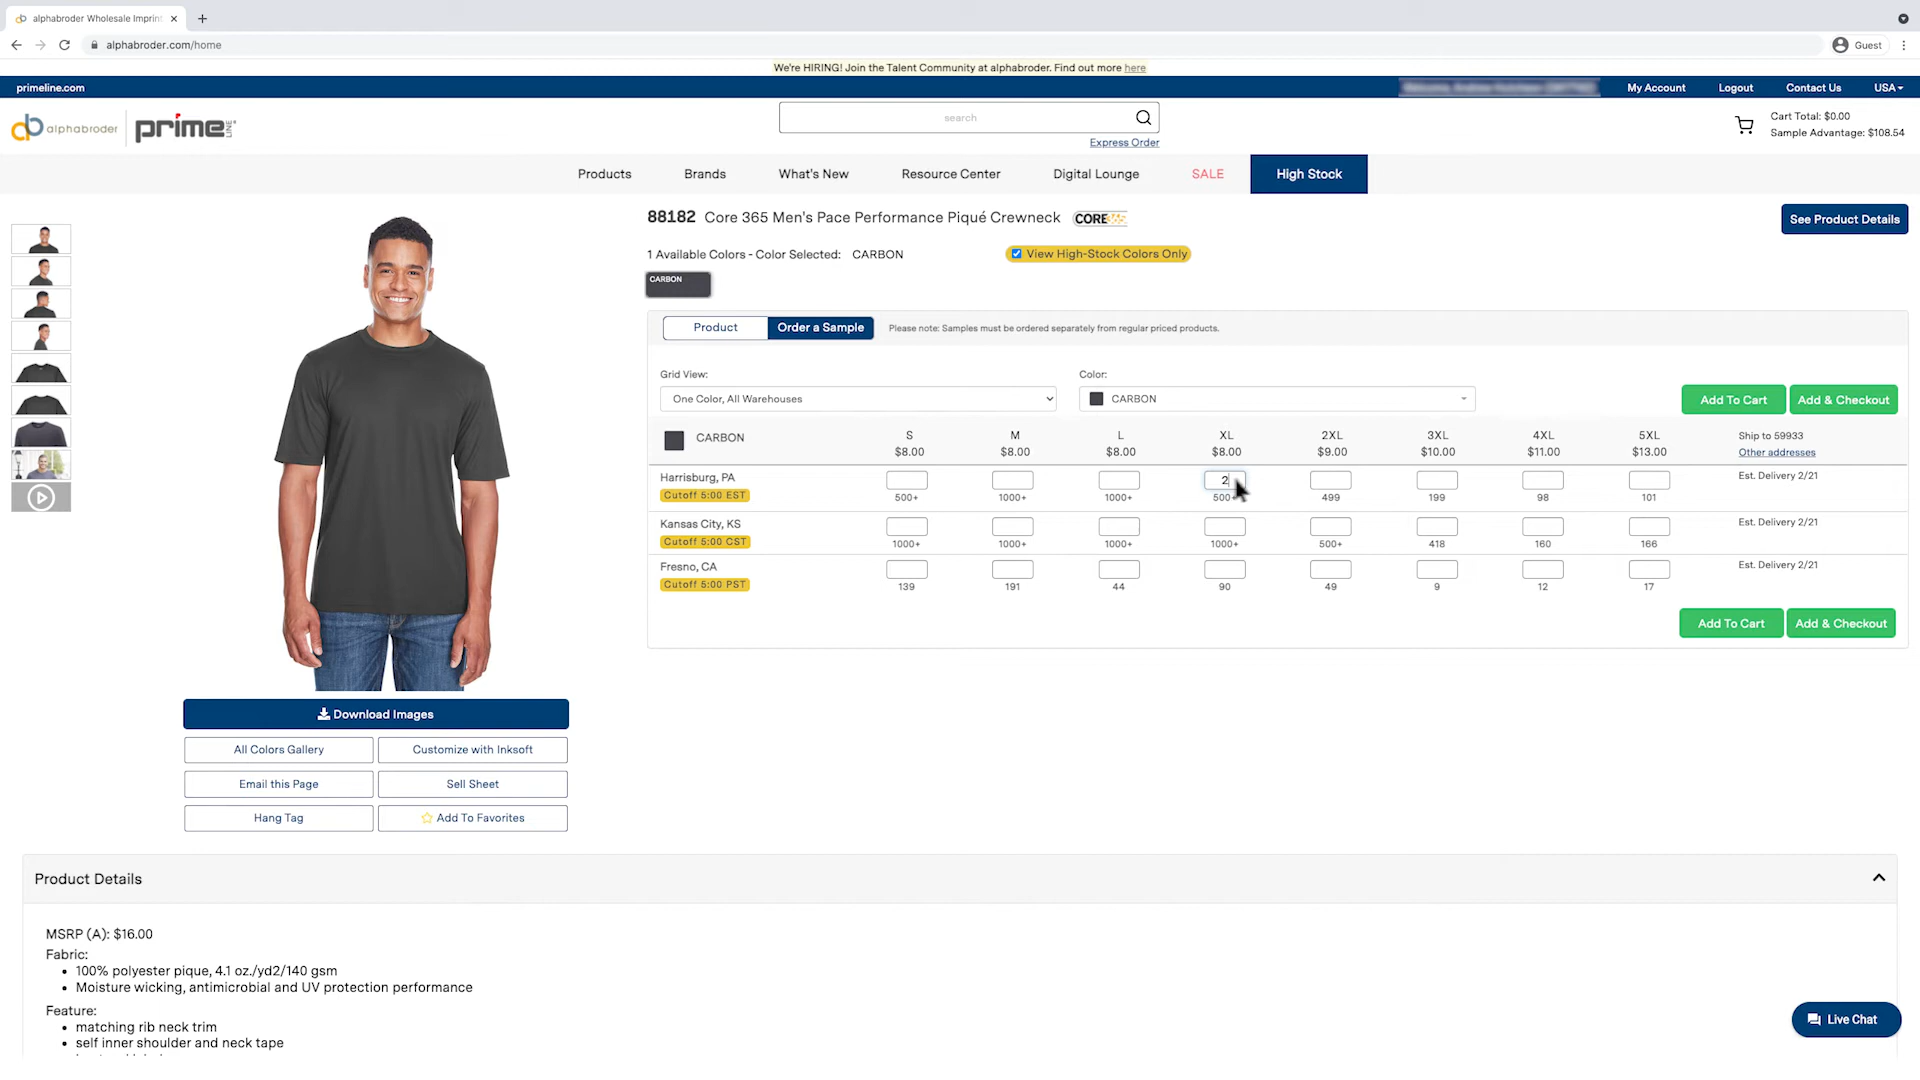 alphabroder Wholesale Imprint
alphabroder.com/home
Guest
We're HIRING! Join the Talent Community at alphabroder. Find out more here
primeline.com
My Account
Logout
Contact Us
USA
alphabroder
prime LINE
search
Express Order
Cart Total: $0.00
Sample Advantage: $108.54
Products
Brands
What's New
Resource Center
Digital Lounge
SALE
High Stock
88182 Core 365 Men's Pace Performance Piqué Crewneck CORE365
See Product Details
1 Available Colors - Color Selected: CARBON
View High-Stock Colors Only
CARBON
Product
Order a Sample
Please note: Samples must be ordered separately from regular priced products.
Grid View:
One Color, All Warehouses
Color:
CARBON
Add To Cart
Add & Checkout
CARBON
S M L XL 2XL 3XL 4XL 5XL
$8.00 $8.00 $8.00 $8.00 $9.00 $10.00 $11.00 $13.00
Ship to 59933
Other addresses
Harrisburg, PA
2
Est. Delivery 2/21
Cutoff 5:00 EST
500+ 1000+ 1000+ 500+ 499 199 98 101
Kansas City, KS
Est. Delivery 2/21
Cutoff 5:00 CST
1000+ 1000+ 1000+ 1000+ 500+ 418 160 166
Fresno, CA
Est. Delivery 2/21
Cutoff 5:00 PST
139 191 44 90 49 9 12 17
Add To Cart
Add & Checkout
Download Images
All Colors Gallery
Customize with Inksoft
Email this Page
Sell Sheet
Hang Tag
Add To Favorites
Product Details
MSRP (A): $16.00
Fabric:
• 100% polyester pique, 4.1 oz./yd2/140 gsm
• Moisture wicking, antimicrobial and UV protection performance
Feature:
• matching rib neck trim
• self inner shoulder and neck tape
Live Chat